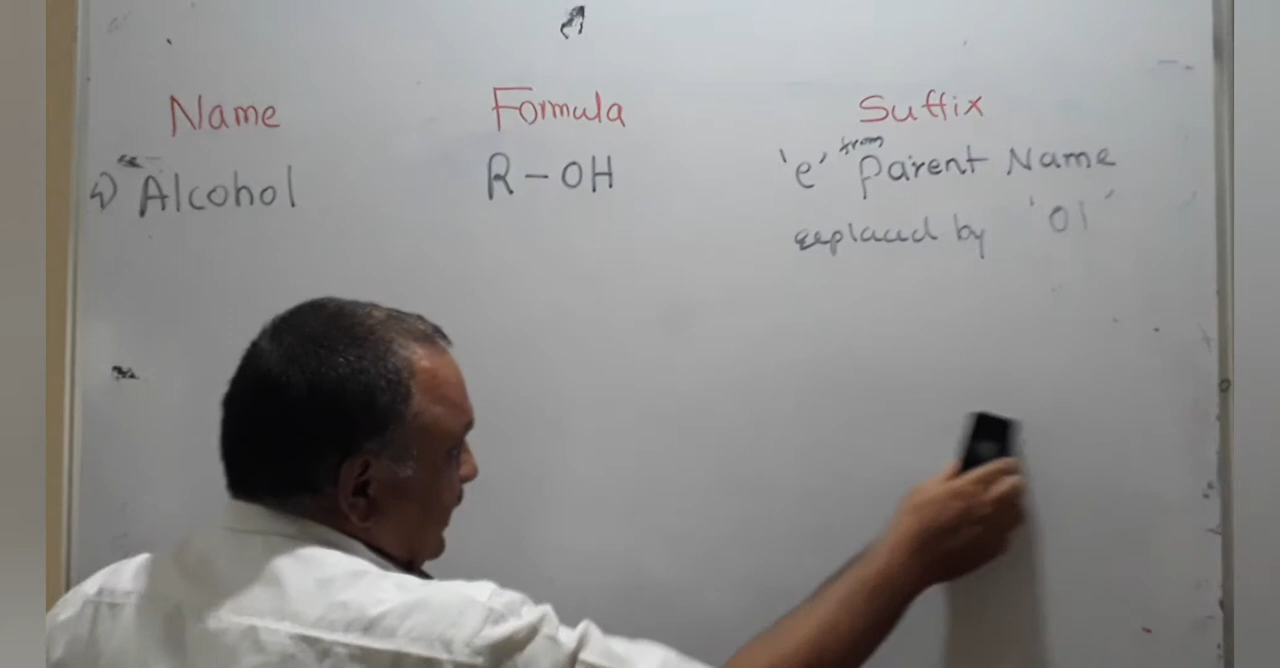 Name Formula Suffix
1) Alcohol R-OH 'e' from parent Name
replaced by 'ol'